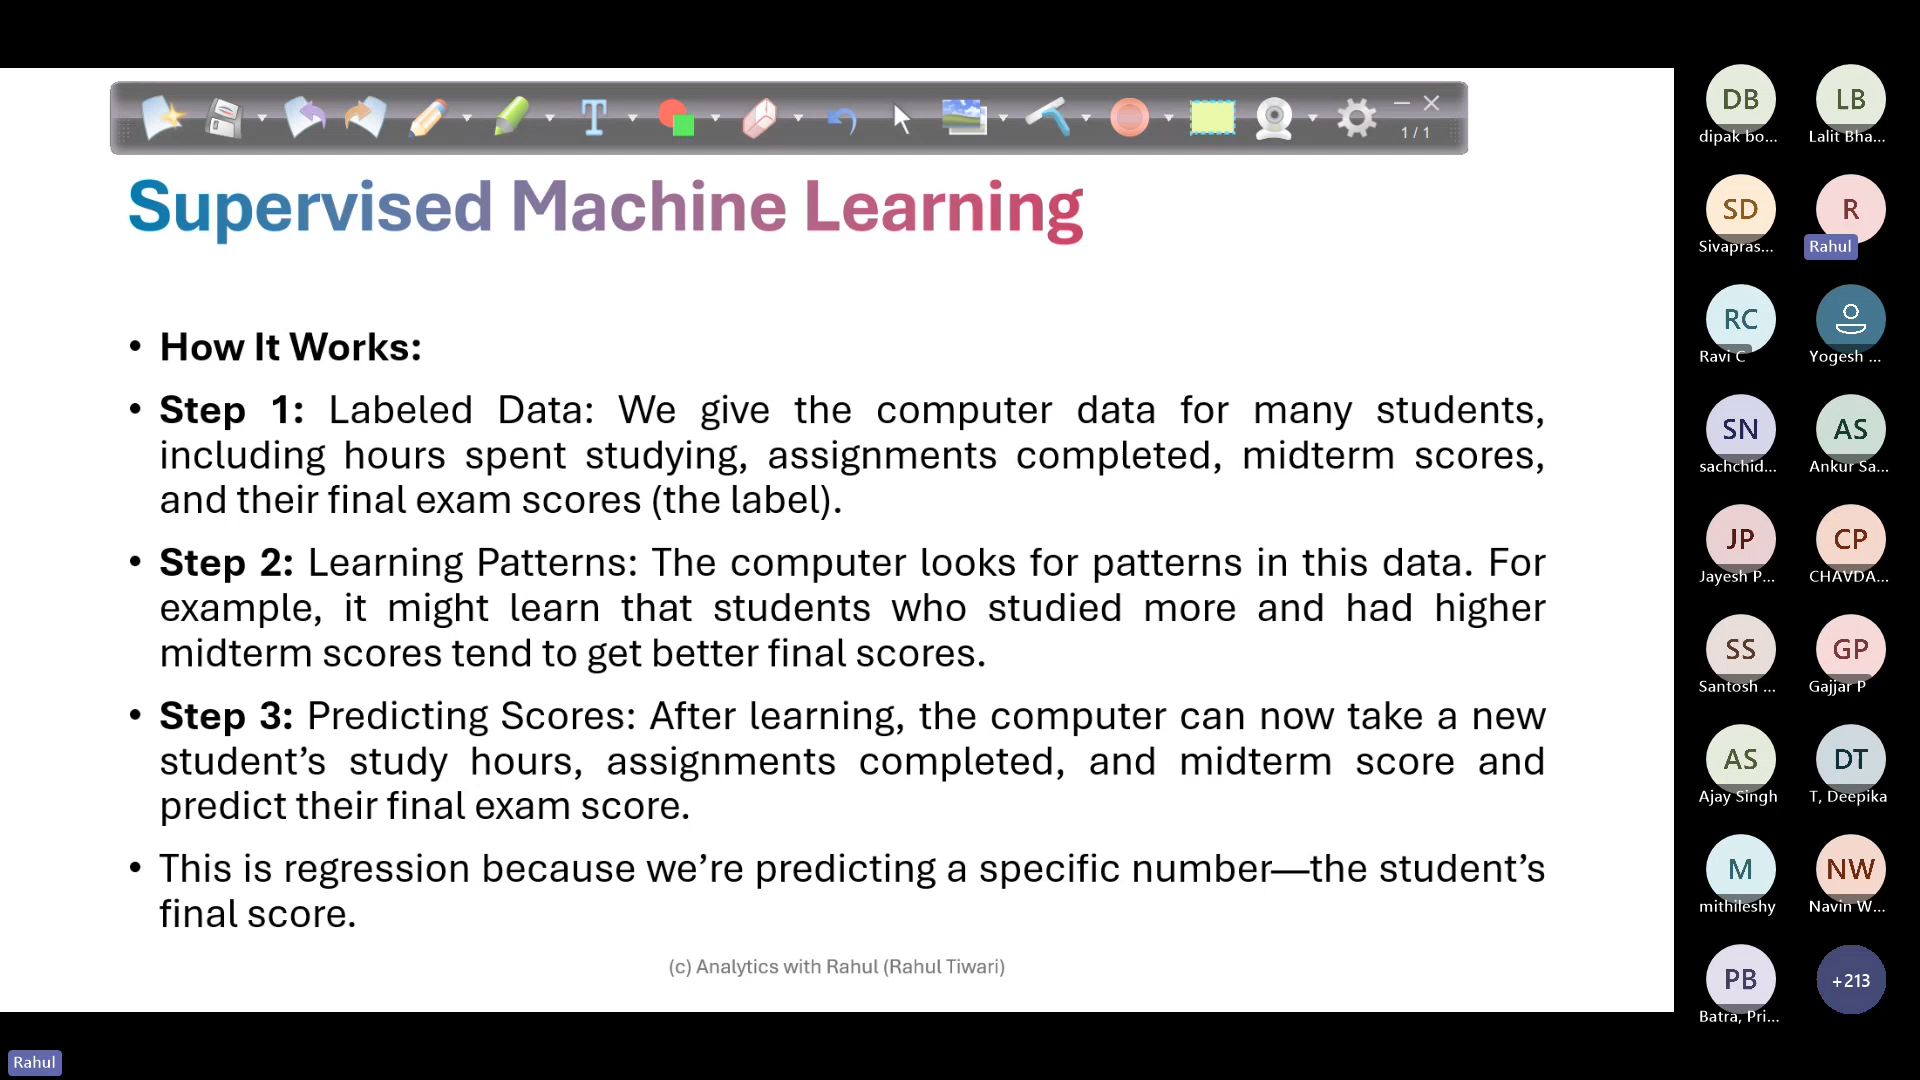 1 / 1
Supervised Machine Learning
• How It Works:
• Step 1: Labeled Data: We give the computer data for many students,
including hours spent studying, assignments completed, midterm scores,
and their final exam scores (the label).
• Step 2: Learning Patterns: The computer looks for patterns in this data. For
example, it might learn that students who studied more and had higher
midterm scores tend to get better final scores.
• Step 3: Predicting Scores: After learning, the computer can now take a new
student’s study hours, assignments completed, and midterm score and
predict their final exam score.
• This is regression because we’re predicting a specific number—the student’s
final score.
(c) Analytics with Rahul (Rahul Tiwari)
Rahul
DB
dipak bo...
LB
Lalit Bha...
SD
Sivapras...
R
Rahul
RC
Ravi C
Yogesh ...
SN
sachchid...
AS
Ankur Sa...
JP
Jayesh P...
CP
CHAVDA...
SS
Santosh ...
GP
Gajjar P
AS
Ajay Singh
DT
T, Deepika
M
mithileshy
NW
Navin W...
PB
Batra, Pri...
+213